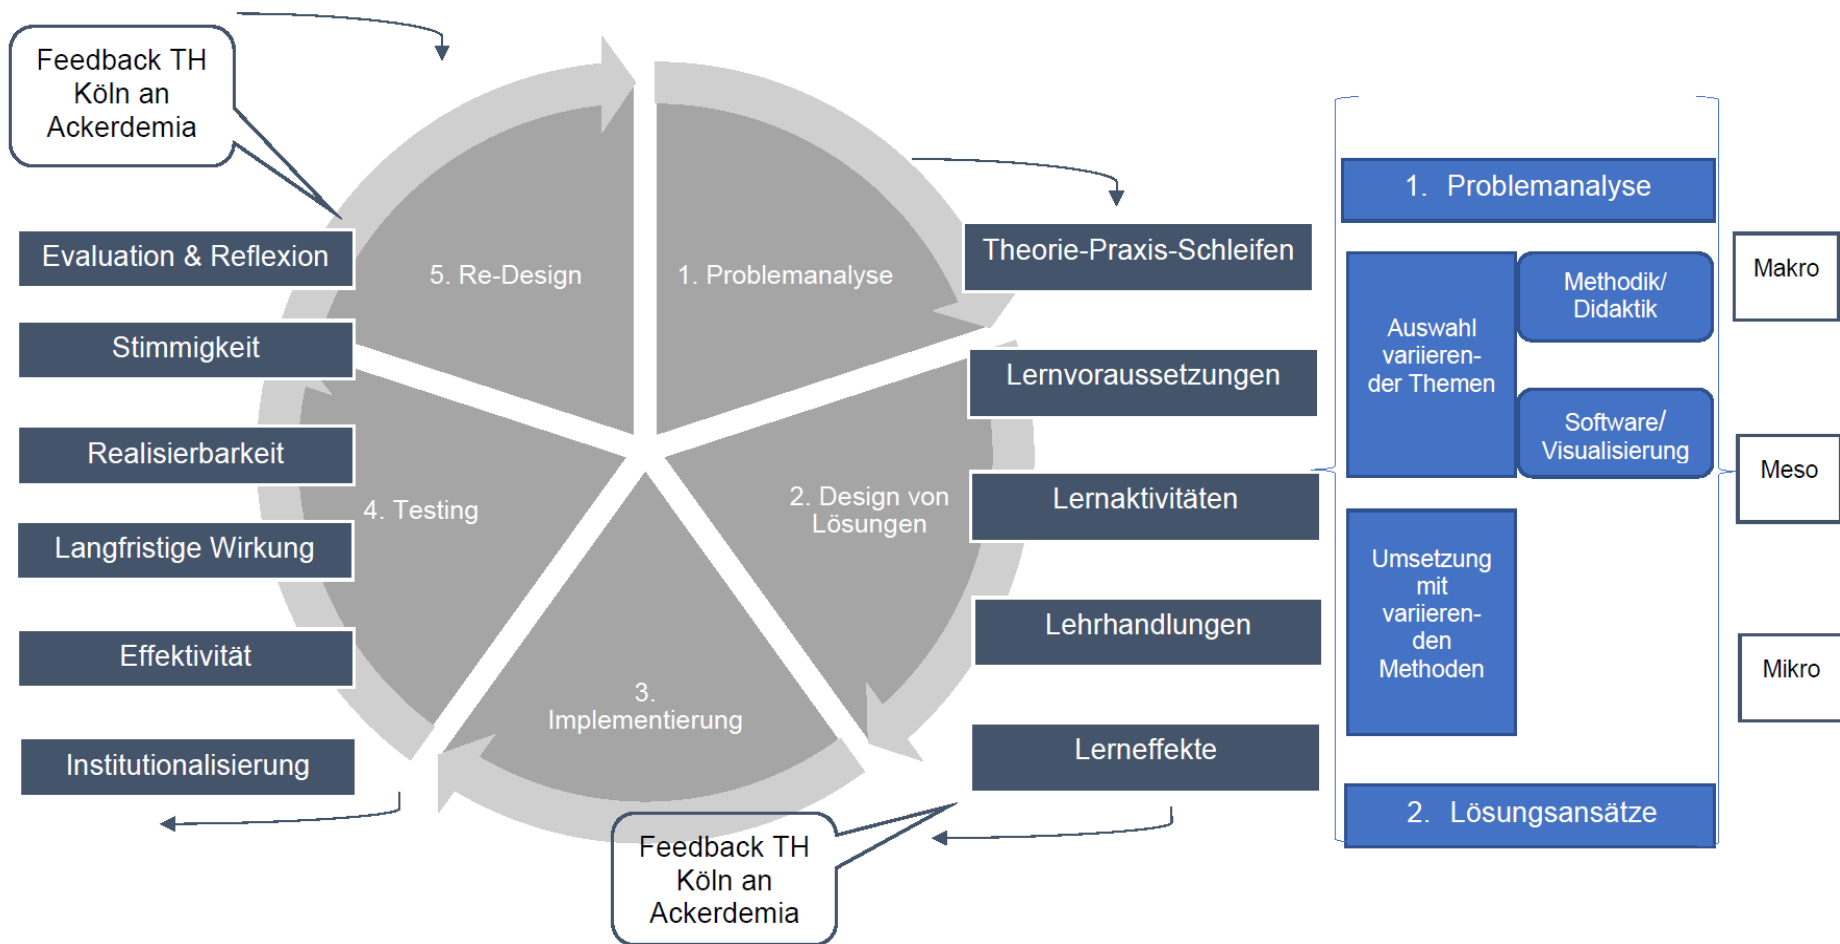 Feedback TH
Köln an
Ackerdemia
Evaluation & Reflexion
Stimmigkeit
Realisierbarkeit
Langfristige Wirkung
Effektivität
Institutionalisierung
5. Re-Design
1. Problemanalyse
4. Testing
2. Design von
Lösungen
3.
Implementierung
Theorie-Praxis-Schleifen
Lernvoraussetzungen
Lernaktivitäten
Lehrhandlungen
Lerneffekte
Feedback TH
Köln an
Ackerdemia
1. Problemanalyse
Auswahl
variieren-
der Themen
Methodik/
Didaktik
Software/
Visualisierung
Umsetzung
mit
variieren-
den
Methoden
2. Lösungsansätze
Makro
Meso
Mikro